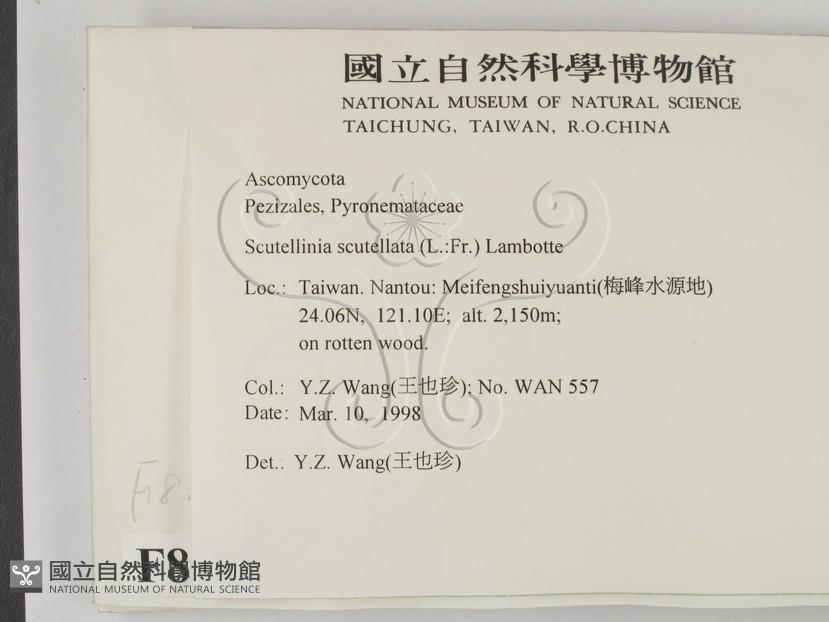 國立自然科學博物館
NATIONAL MUSEUM OF NATURAL SCIENCE
TAICHUNG, TAIWAN, R.O.CHINA
Ascomycota
Pezizales, Pyronemataceae
Scutellinia scutellata (L.:Fr.) Lambotte
Loc.: Taiwan. Nantou: Meifengshuiyuanti(梅峰水源地)
24.06N, 121.10E; alt. 2,150m;
on rotten wood.
Col.: Y.Z. Wang(王也珍); No. WAN 557
Date: Mar. 10, 1998
Det.: Y.Z. Wang(王也珍)
F8
國立自然科學博物館
NATIONAL MUSEUM OF NATURAL SCIENCE